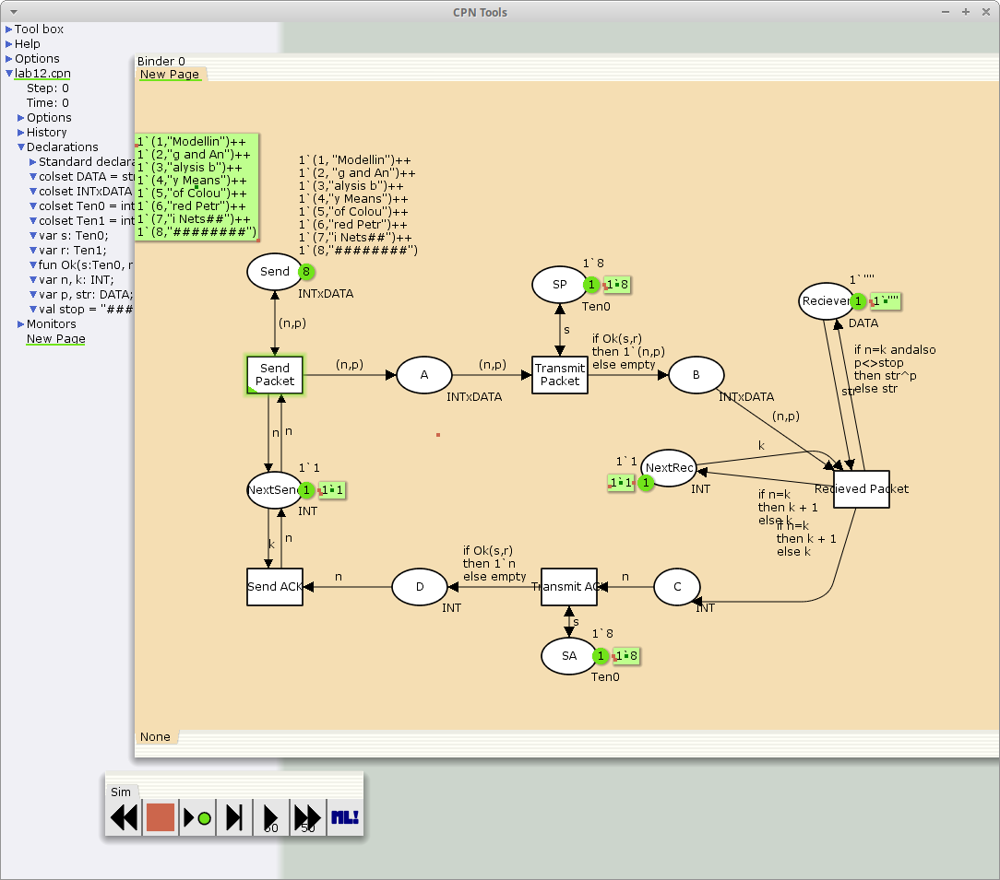 CPN Tools
Tool box
Help
Options
lab12.cpn
Step: 0
Time: 0
Options
History
Declarations
Standard declara
colset DATA = str
colset INTxDATA
colset Ten0 = int
colset Ten1 = int
var s: Ten0;
var r: Ten1;
fun Ok(s:Ten0, r
var n, k: INT;
var p, str: DATA;
val stop = "###
Monitors
New Page
Binder 0
New Page
1`(1,"Modellin")++
1`(2,"g and An")++
1`(3,"alysis b")++
1`(4,"y Means")++
1`(5,"of Colou")++
1`(6,"red Petr")++
1`(7,"i Nets##")++
1`(8,"########")
1`(1, "Modellin")++
1`(2, "g and An")++
1`(3,"alysis b")++
1`(4,"y Means")++
1`(5,"of Colou")++
1`(6,"red Petr")++
1`(7,"i Nets##")++
1`(8,"########")
Send
8
INTxDATA
(n,p)
Send
Packet
(n,p)
A
INTxDATA
(n,p)
1`8
SP
1
1`8
Ten0
s
Transmit
Packet
if Ok(s,r)
then 1`(n,p)
else empty
B
INTxDATA
(n,p)
1`""
Reciever
1
1`""
DATA
if n=k andalso
p<>stop
then str^p
else str
str
n
n
1`1
NextSend
1
1`1
INT
k
n
1`1
NextRec
1`1
1
INT
k
Recieved Packet
if n=k
then k + 1
else k
if n=k
then k + 1
else k
Send ACK
n
D
INT
if Ok(s,r)
then 1`n
else empty
Transmit ACK
n
C
INT
s
1`8
SA
1
1`8
Ten0
None
Sim
50
50
ML!